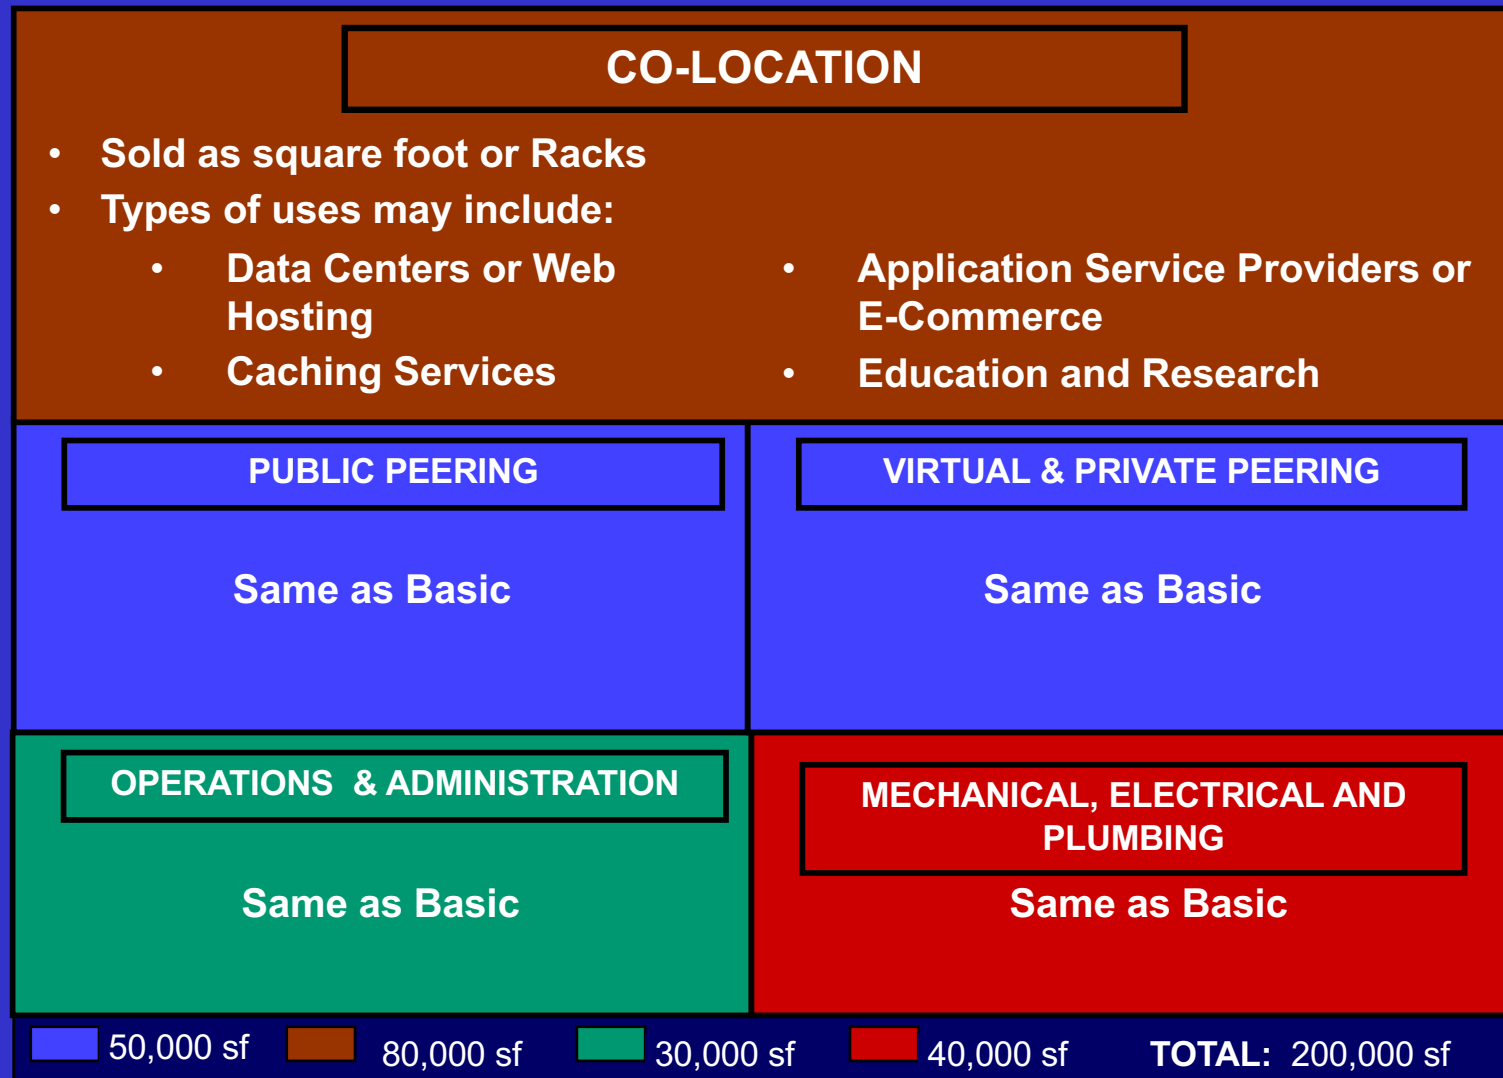 CO-LOCATION
• Sold as square foot or Racks
• Types of uses may include:
• Data Centers or Web
Hosting
• Caching Services
• Application Service Providers or
E-Commerce
• Education and Research
PUBLIC PEERING
Same as Basic
VIRTUAL & PRIVATE PEERING
Same as Basic
OPERATIONS & ADMINISTRATION
Same as Basic
MECHANICAL, ELECTRICAL AND
PLUMBING
Same as Basic
50,000 sf 80,000 sf 30,000 sf 40,000 sf TOTAL: 200,000 sf